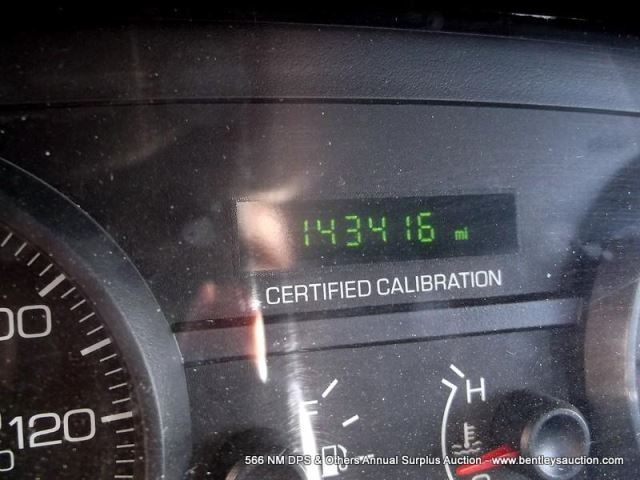 143416 mi
CERTIFIED CALIBRATION
120
H
F
566 NM DPS & Others Annual Surplus Auction - www.bentleysauction.com